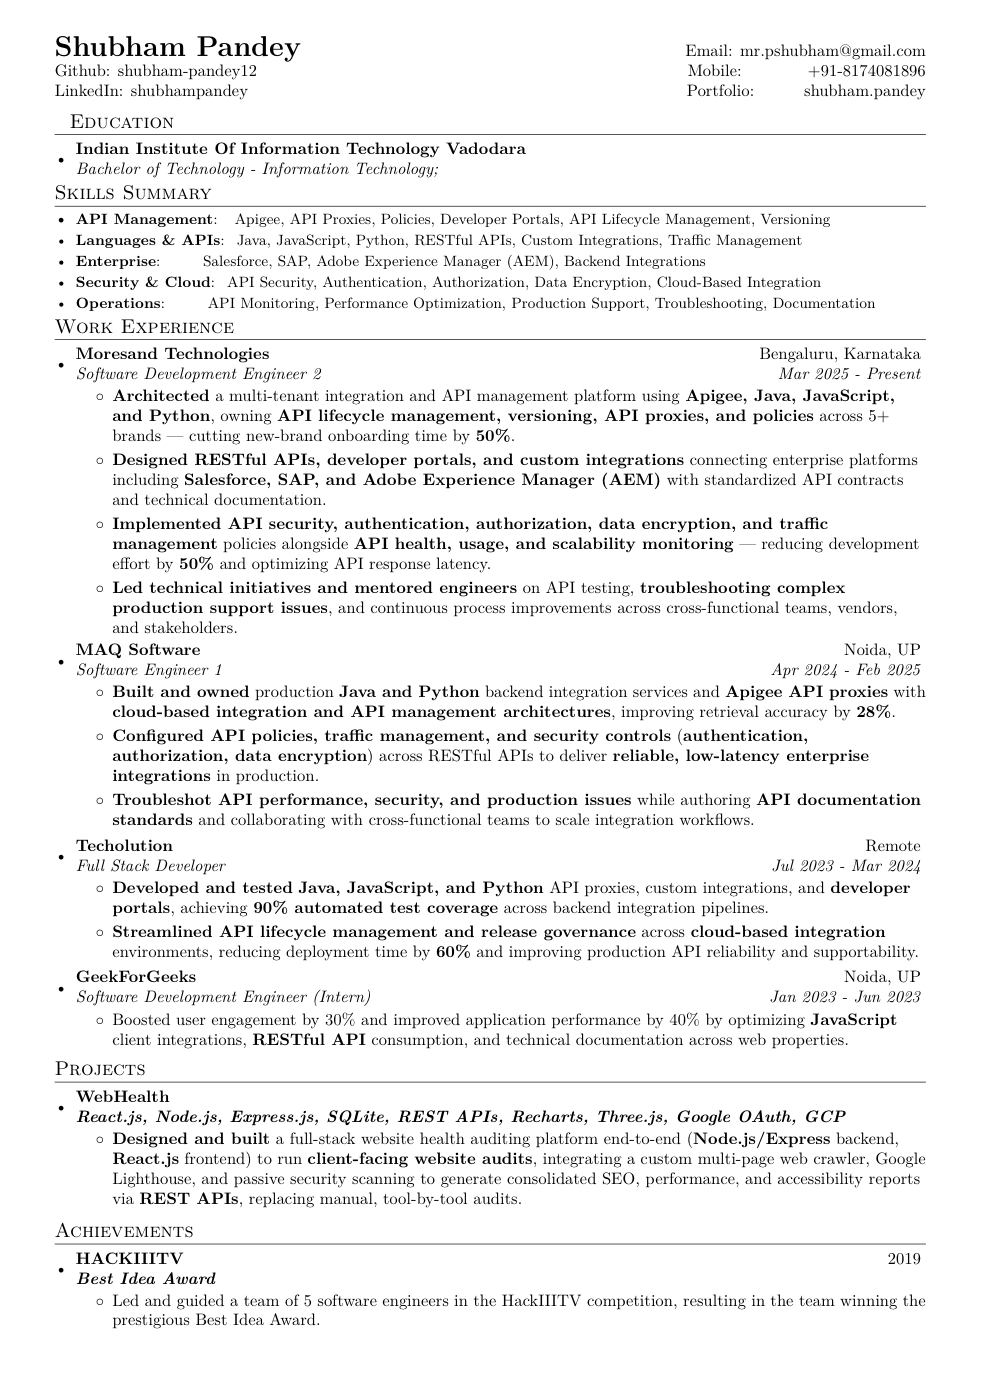 Shubham Pandey
Github: shubham-pandey12
LinkedIn: shubhampandey
Email: mr.pshubham@gmail.com
Mobile: +91-8174081896
Portfolio: shubham.pandey
Education
• Indian Institute Of Information Technology Vadodara
Bachelor of Technology - Information Technology;
Skills Summary
• API Management: Apigee, API Proxies, Policies, Developer Portals, API Lifecycle Management, Versioning
• Languages & APIs: Java, JavaScript, Python, RESTful APIs, Custom Integrations, Traffic Management
• Enterprise: Salesforce, SAP, Adobe Experience Manager (AEM), Backend Integrations
• Security & Cloud: API Security, Authentication, Authorization, Data Encryption, Cloud-Based Integration
• Operations: API Monitoring, Performance Optimization, Production Support, Troubleshooting, Documentation
Work Experience
• Moresand Technologies Bengaluru, Karnataka
Software Development Engineer 2 Mar 2025 - Present
○ Architected a multi-tenant integration and API management platform using Apigee, Java, JavaScript,
and Python, owning API lifecycle management, versioning, API proxies, and policies across 5+
brands — cutting new-brand onboarding time by 50%.
○ Designed RESTful APIs, developer portals, and custom integrations connecting enterprise platforms
including Salesforce, SAP, and Adobe Experience Manager (AEM) with standardized API contracts
and technical documentation.
○ Implemented API security, authentication, authorization, data encryption, and traffic
management policies alongside API health, usage, and scalability monitoring — reducing development
effort by 50% and optimizing API response latency.
○ Led technical initiatives and mentored engineers on API testing, troubleshooting complex
production support issues, and continuous process improvements across cross-functional teams, vendors,
and stakeholders.
• MAQ Software Noida, UP
Software Engineer 1 Apr 2024 - Feb 2025
○ Built and owned production Java and Python backend integration services and Apigee API proxies with
cloud-based integration and API management architectures, improving retrieval accuracy by 28%.
○ Configured API policies, traffic management, and security controls (authentication,
authorization, data encryption) across RESTful APIs to deliver reliable, low-latency enterprise
integrations in production.
○ Troubleshot API performance, security, and production issues while authoring API documentation
standards and collaborating with cross-functional teams to scale integration workflows.
• Techolution Remote
Full Stack Developer Jul 2023 - Mar 2024
○ Developed and tested Java, JavaScript, and Python API proxies, custom integrations, and developer
portals, achieving 90% automated test coverage across backend integration pipelines.
○ Streamlined API lifecycle management and release governance across cloud-based integration
environments, reducing deployment time by 60% and improving production API reliability and supportability.
• GeekForGeeks Noida, UP
Software Development Engineer (Intern) Jan 2023 - Jun 2023
○ Boosted user engagement by 30% and improved application performance by 40% by optimizing JavaScript
client integrations, RESTful API consumption, and technical documentation across web properties.
Projects
• WebHealth
React.js, Node.js, Express.js, SQLite, REST APIs, Recharts, Three.js, Google OAuth, GCP
○ Designed and built a full-stack website health auditing platform end-to-end (Node.js/Express backend,
React.js frontend) to run client-facing website audits, integrating a custom multi-page web crawler, Google
Lighthouse, and passive security scanning to generate consolidated SEO, performance, and accessibility reports
via REST APIs, replacing manual, tool-by-tool audits.
Achievements
• HACKIIITV 2019
Best Idea Award
○ Led and guided a team of 5 software engineers in the HackIIITV competition, resulting in the team winning the
prestigious Best Idea Award.